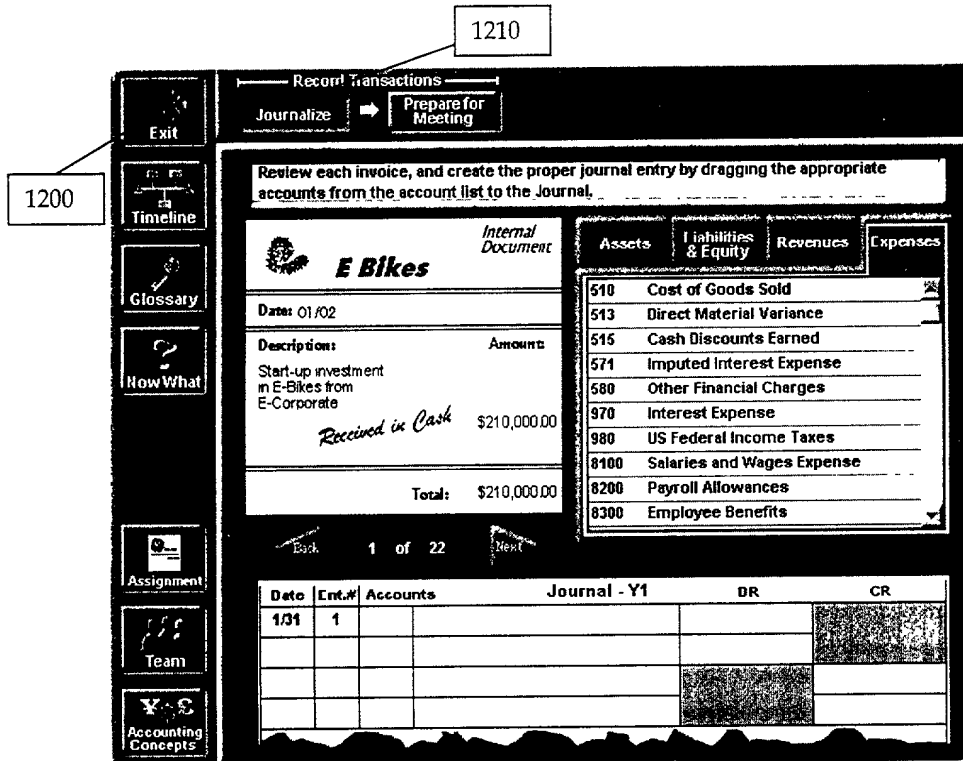 1210
Record Transactions
Journalize
Prepare for
Meeting
Exit
1200
Timeline
Glossary
Now What
Assignment
Team
¥ £
Accounting
Concepts
Review each invoice, and create the proper journal entry by dragging the appropriate
accounts from the account list to the Journal.
Internal
Document
E Bikes
Date: 01/02
Description: Amount:
Start-up investment
in E-Bikes from
E-Corporate
Received in Cash $210,000.00
Total: $210,000.00
Back 1 of 22 Next
Assets Liabilities & Equity Revenues Expenses
510 Cost of Goods Sold
513 Direct Material Variance
515 Cash Discounts Earned
571 Imputed Interest Expense
580 Other Financial Charges
970 Interest Expense
980 US Federal Income Taxes
8100 Salaries and Wages Expense
8200 Payroll Allowances
8300 Employee Benefits
Date Ent.# Accounts Journal - Y1 DR CR
1/31 1